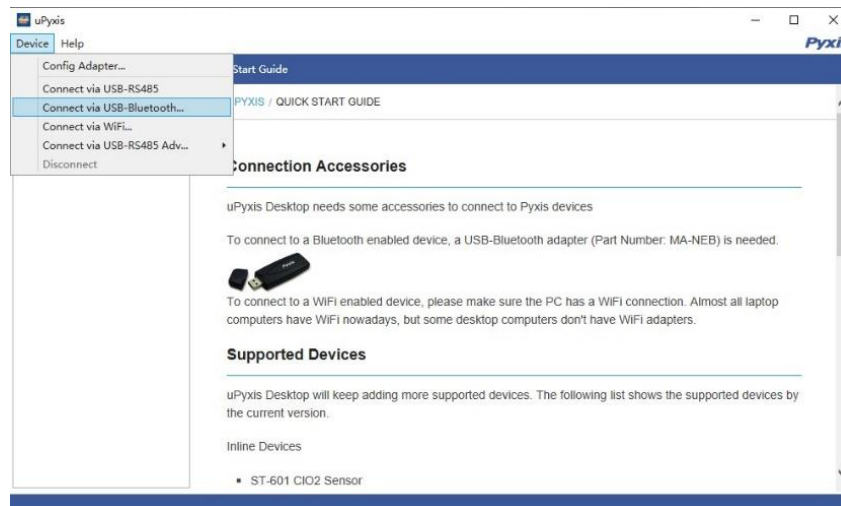 uPyxis
Device Help
Pyxi
Config Adapter...
Connect via USB-RS485
Connect via USB-Bluetooth...
Connect via WiFi...
Connect via USB-RS485 Adv...
Disconnect
Start Guide
PYXIS / QUICK START GUIDE
Connection Accessories
uPyxis Desktop needs some accessories to connect to Pyxis devices
To connect to a Bluetooth enabled device, a USB-Bluetooth adapter (Part Number: MA-NEB) is needed.
To connect to a WiFi enabled device, please make sure the PC has a WiFi connection. Almost all laptop
computers have WiFi nowadays, but some desktop computers don't have WiFi adapters.
Supported Devices
uPyxis Desktop will keep adding more supported devices. The following list shows the supported devices by
the current version.
Inline Devices
▪ ST-601 ClO2 Sensor